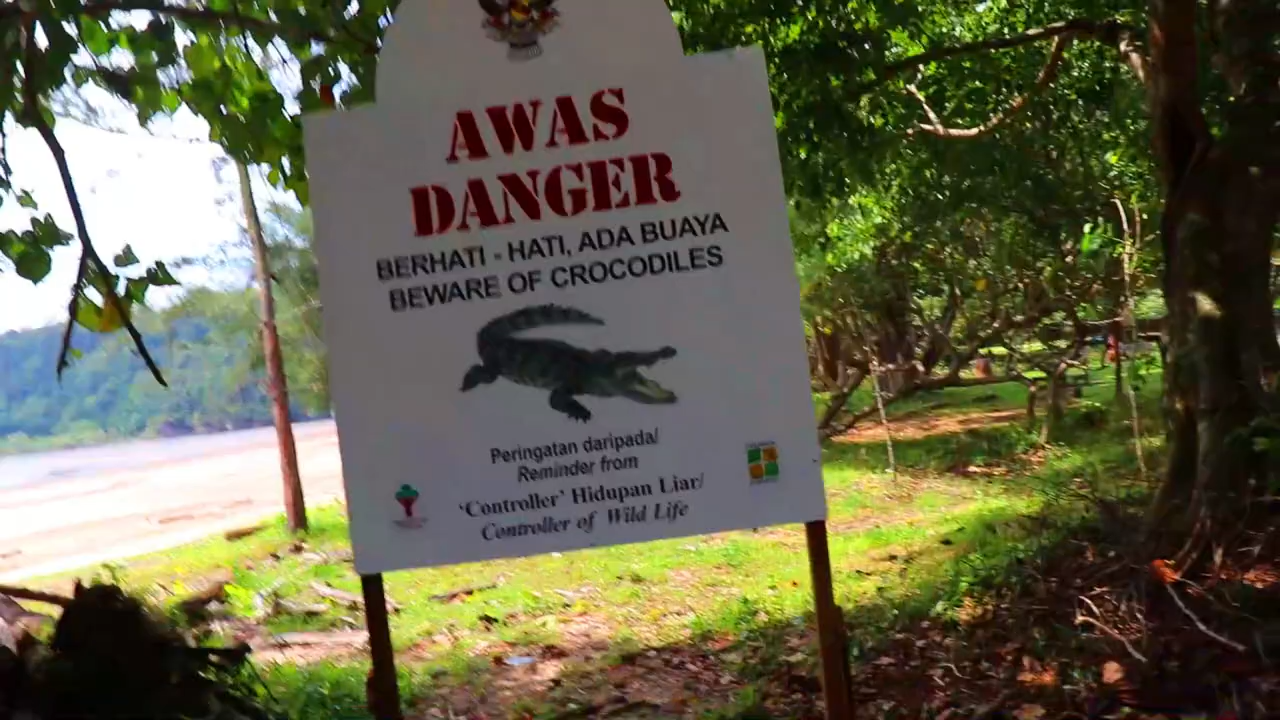 AWAS
DANGER
BERHATI - HATI, ADA BUAYA
BEWARE OF CROCODILES
Peringatan daripada/
Reminder from
'Controller' Hidupan Liar/
Controller of Wild Life